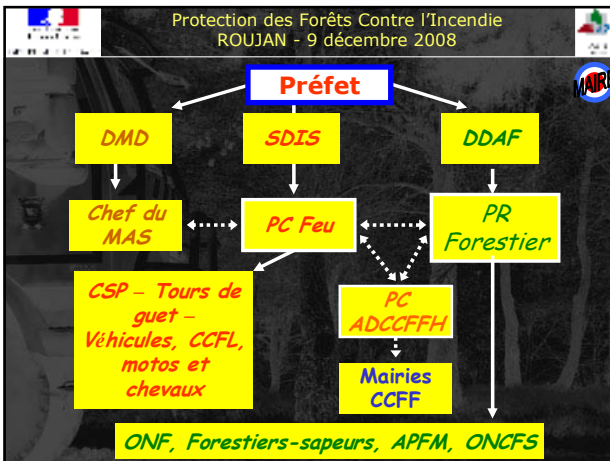 Protection des Forêts Contre l'Incendie
ROUJAN - 9 décembre 2008
MAIRI
Préfet
DMD
SDIS
DDAF
Chef du
MAS
PC Feu
PR
Forestier
CSP – Tours de
guet –
Véhicules, CCFL,
motos et
chevaux
PC
ADCCFFH
Mairies
CCFF
ONF, Forestiers-sapeurs, APFM, ONCFS